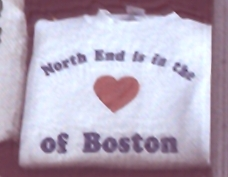 North End is in the
of Boston